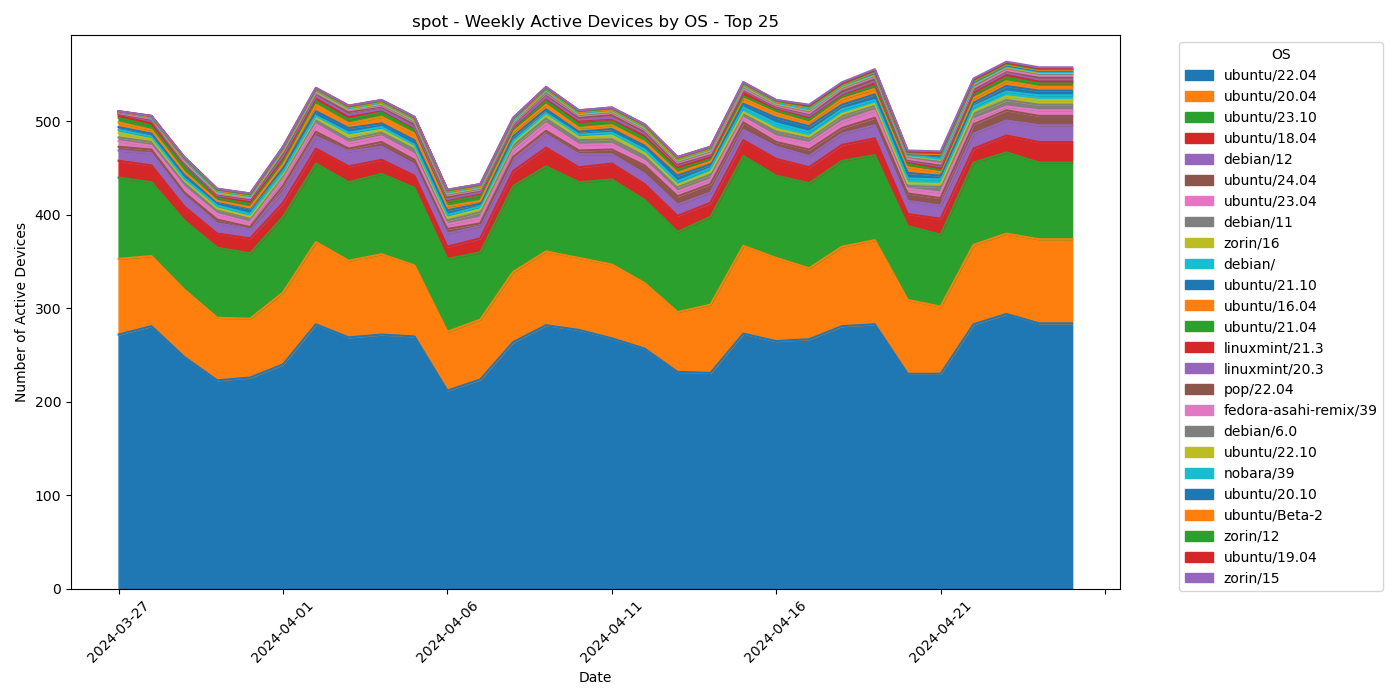 spot - Weekly Active Devices by OS - Top 25
Number of Active Devices
500
400
300
200
100
0
2024-03-27
2024-04-01
2024-04-06
2024-04-11
2024-04-16
2024-04-21
Date
OS
ubuntu/22.04
ubuntu/20.04
ubuntu/23.10
ubuntu/18.04
debian/12
ubuntu/24.04
ubuntu/23.04
debian/11
zorin/16
debian/
ubuntu/21.10
ubuntu/16.04
ubuntu/21.04
linuxmint/21.3
linuxmint/20.3
pop/22.04
fedora-asahi-remix/39
debian/6.0
ubuntu/22.10
nobara/39
ubuntu/20.10
ubuntu/Beta-2
zorin/12
ubuntu/19.04
zorin/15